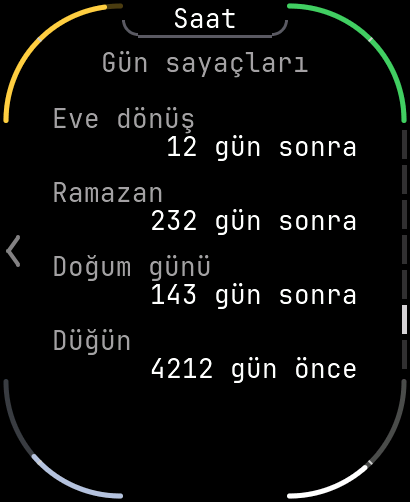 Saat
Gün sayaçları
Eve dönüş
12 gün sonra
Ramazan
232 gün sonra
Doğum günü
143 gün sonra
Düğün
4212 gün önce